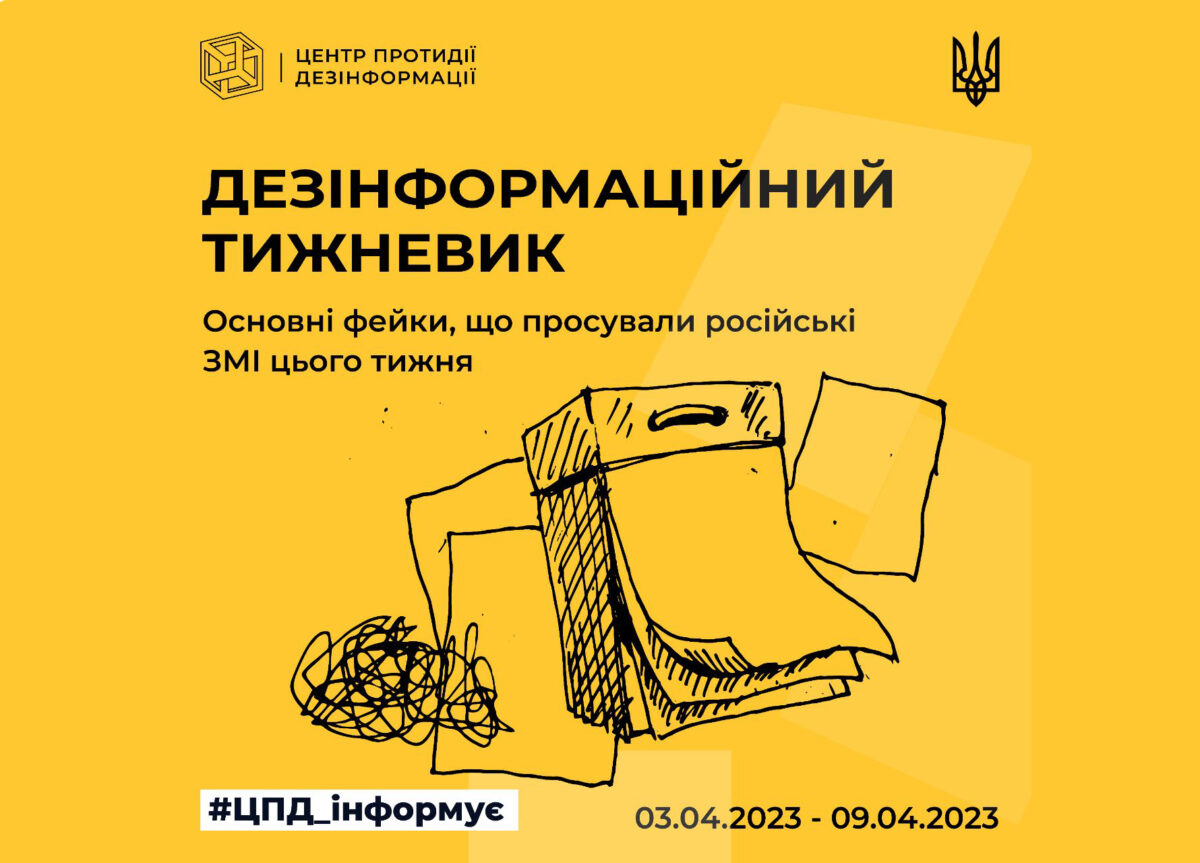 ЦЕНТР ПРОТИДІЇ
ДЕЗІНФОРМАЦІЇ
ДЕЗІНФОРМАЦІЙНИЙ
ТИЖНЕВИК
Основні фейки, що просували російські
ЗМІ цього тижня
#ЦПД_інформує
03.04.2023 - 09.04.2023